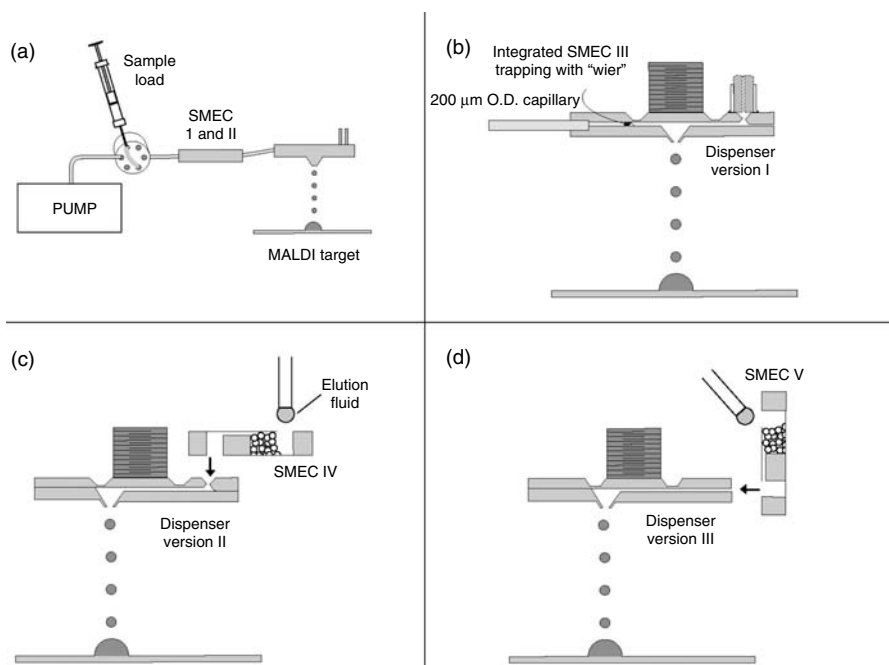 (a)
Sample
load
SMEC
1 and II
PUMP
MALDI target
(b)
Integrated SMEC III
trapping with “wier”
200 µm O.D. capillary
Dispenser
version I
(c)
Elution
fluid
SMEC IV
Dispenser
version II
(d)
SMEC V
Dispenser
version III